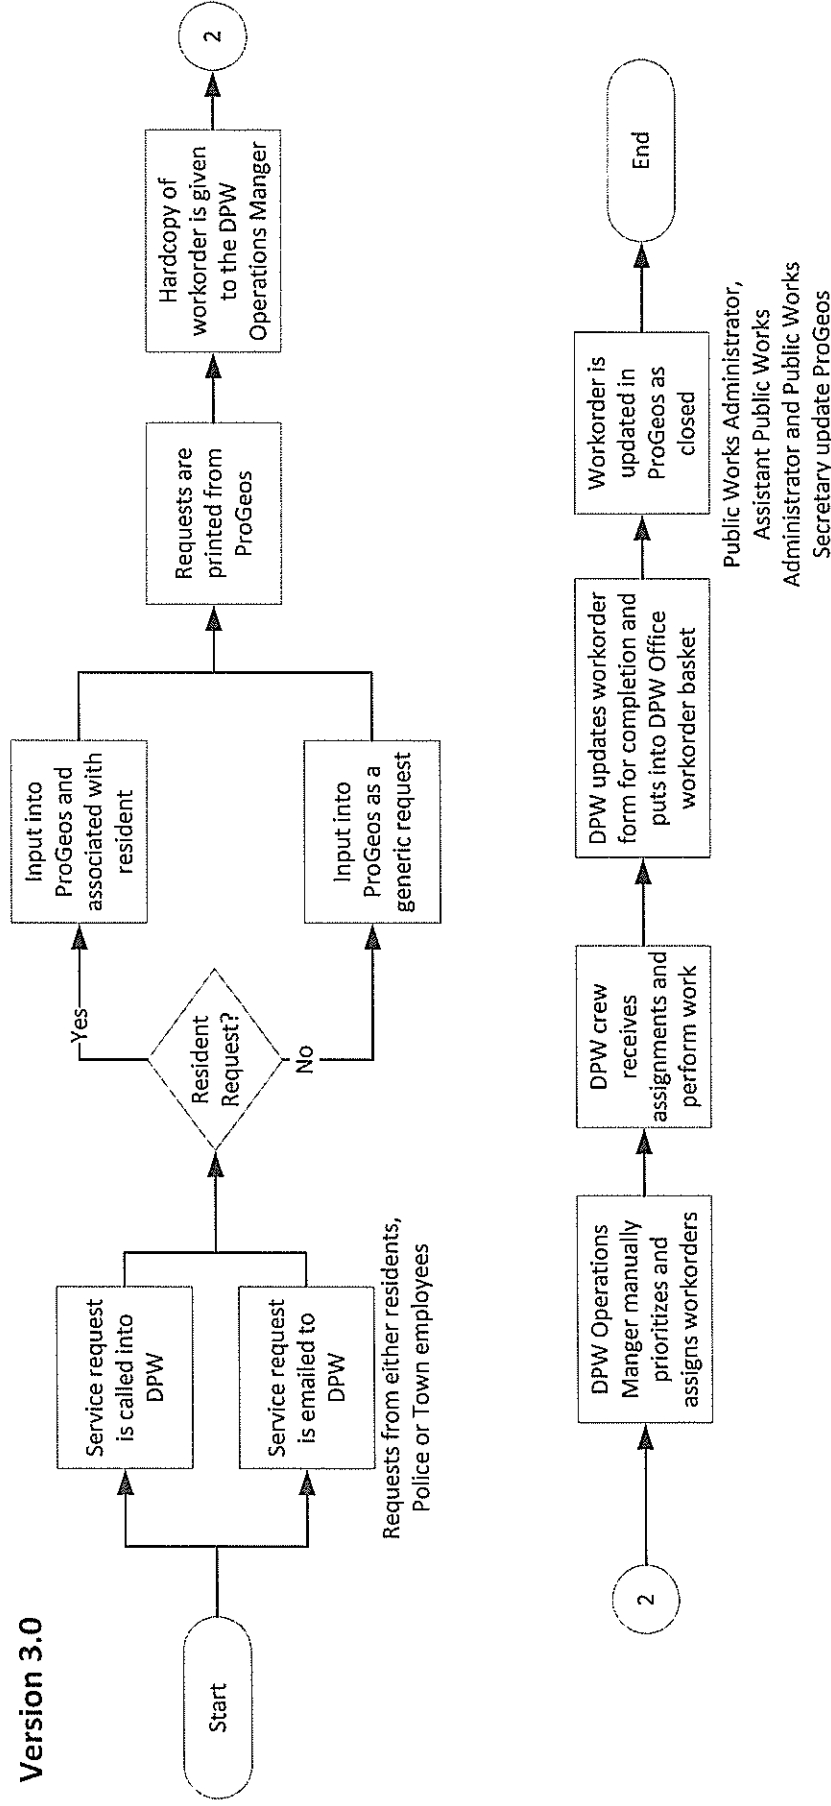 Version 3.0
Start
Service request
is called into
DPW
Service request
is emailed to
DPW
Requests from either residents,
Police or Town employees
Resident
Request?
Yes
No
Input into
ProGeos and
associated with
resident
Input into
ProGeos as a
generic request
Requests are
printed from
ProGeos
Hardcopy of
workorder is given
to the DPW
Operations Manger
2
2
DPW Operations
Manger manually
prioritizes and
assigns workorders
DPW crew
receives
assignments and
perform work
DPW updates workorder
form for completion and
puts into DPW Office
workorder basket
Workorder is
updated in
ProGeos as
closed
Public Works Administrator,
Assistant Public Works
Administrator and Public Works
Secretary update ProGeos
End